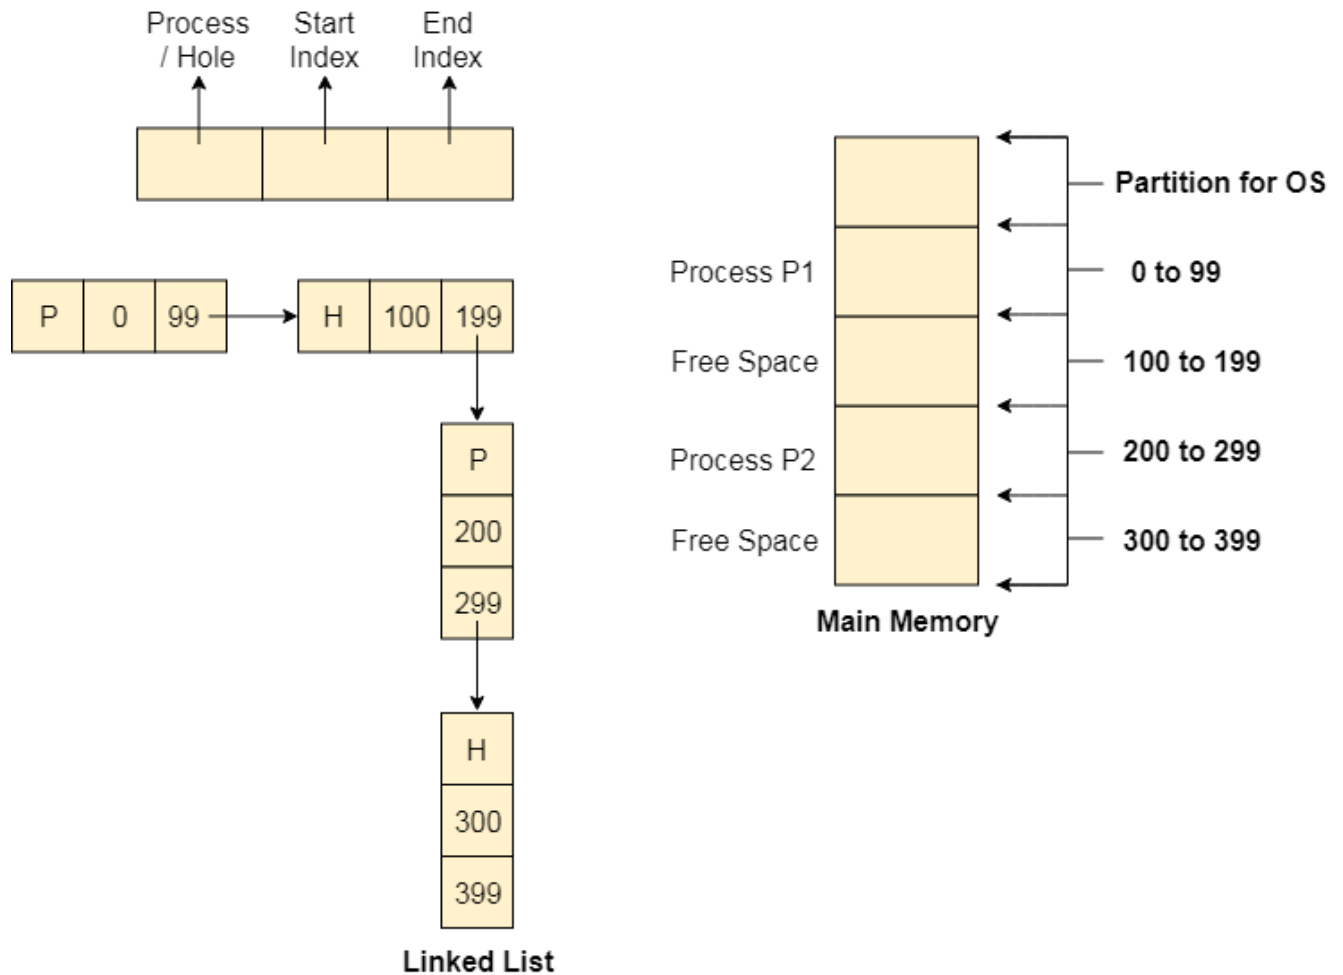 Process
/ Hole
Start
Index
End
Index
P 0 99
H 100 199
P
200
299
H
300
399
Linked List
Partition for OS
Process P1
0 to 99
Free Space
100 to 199
Process P2
200 to 299
Free Space
300 to 399
Main Memory